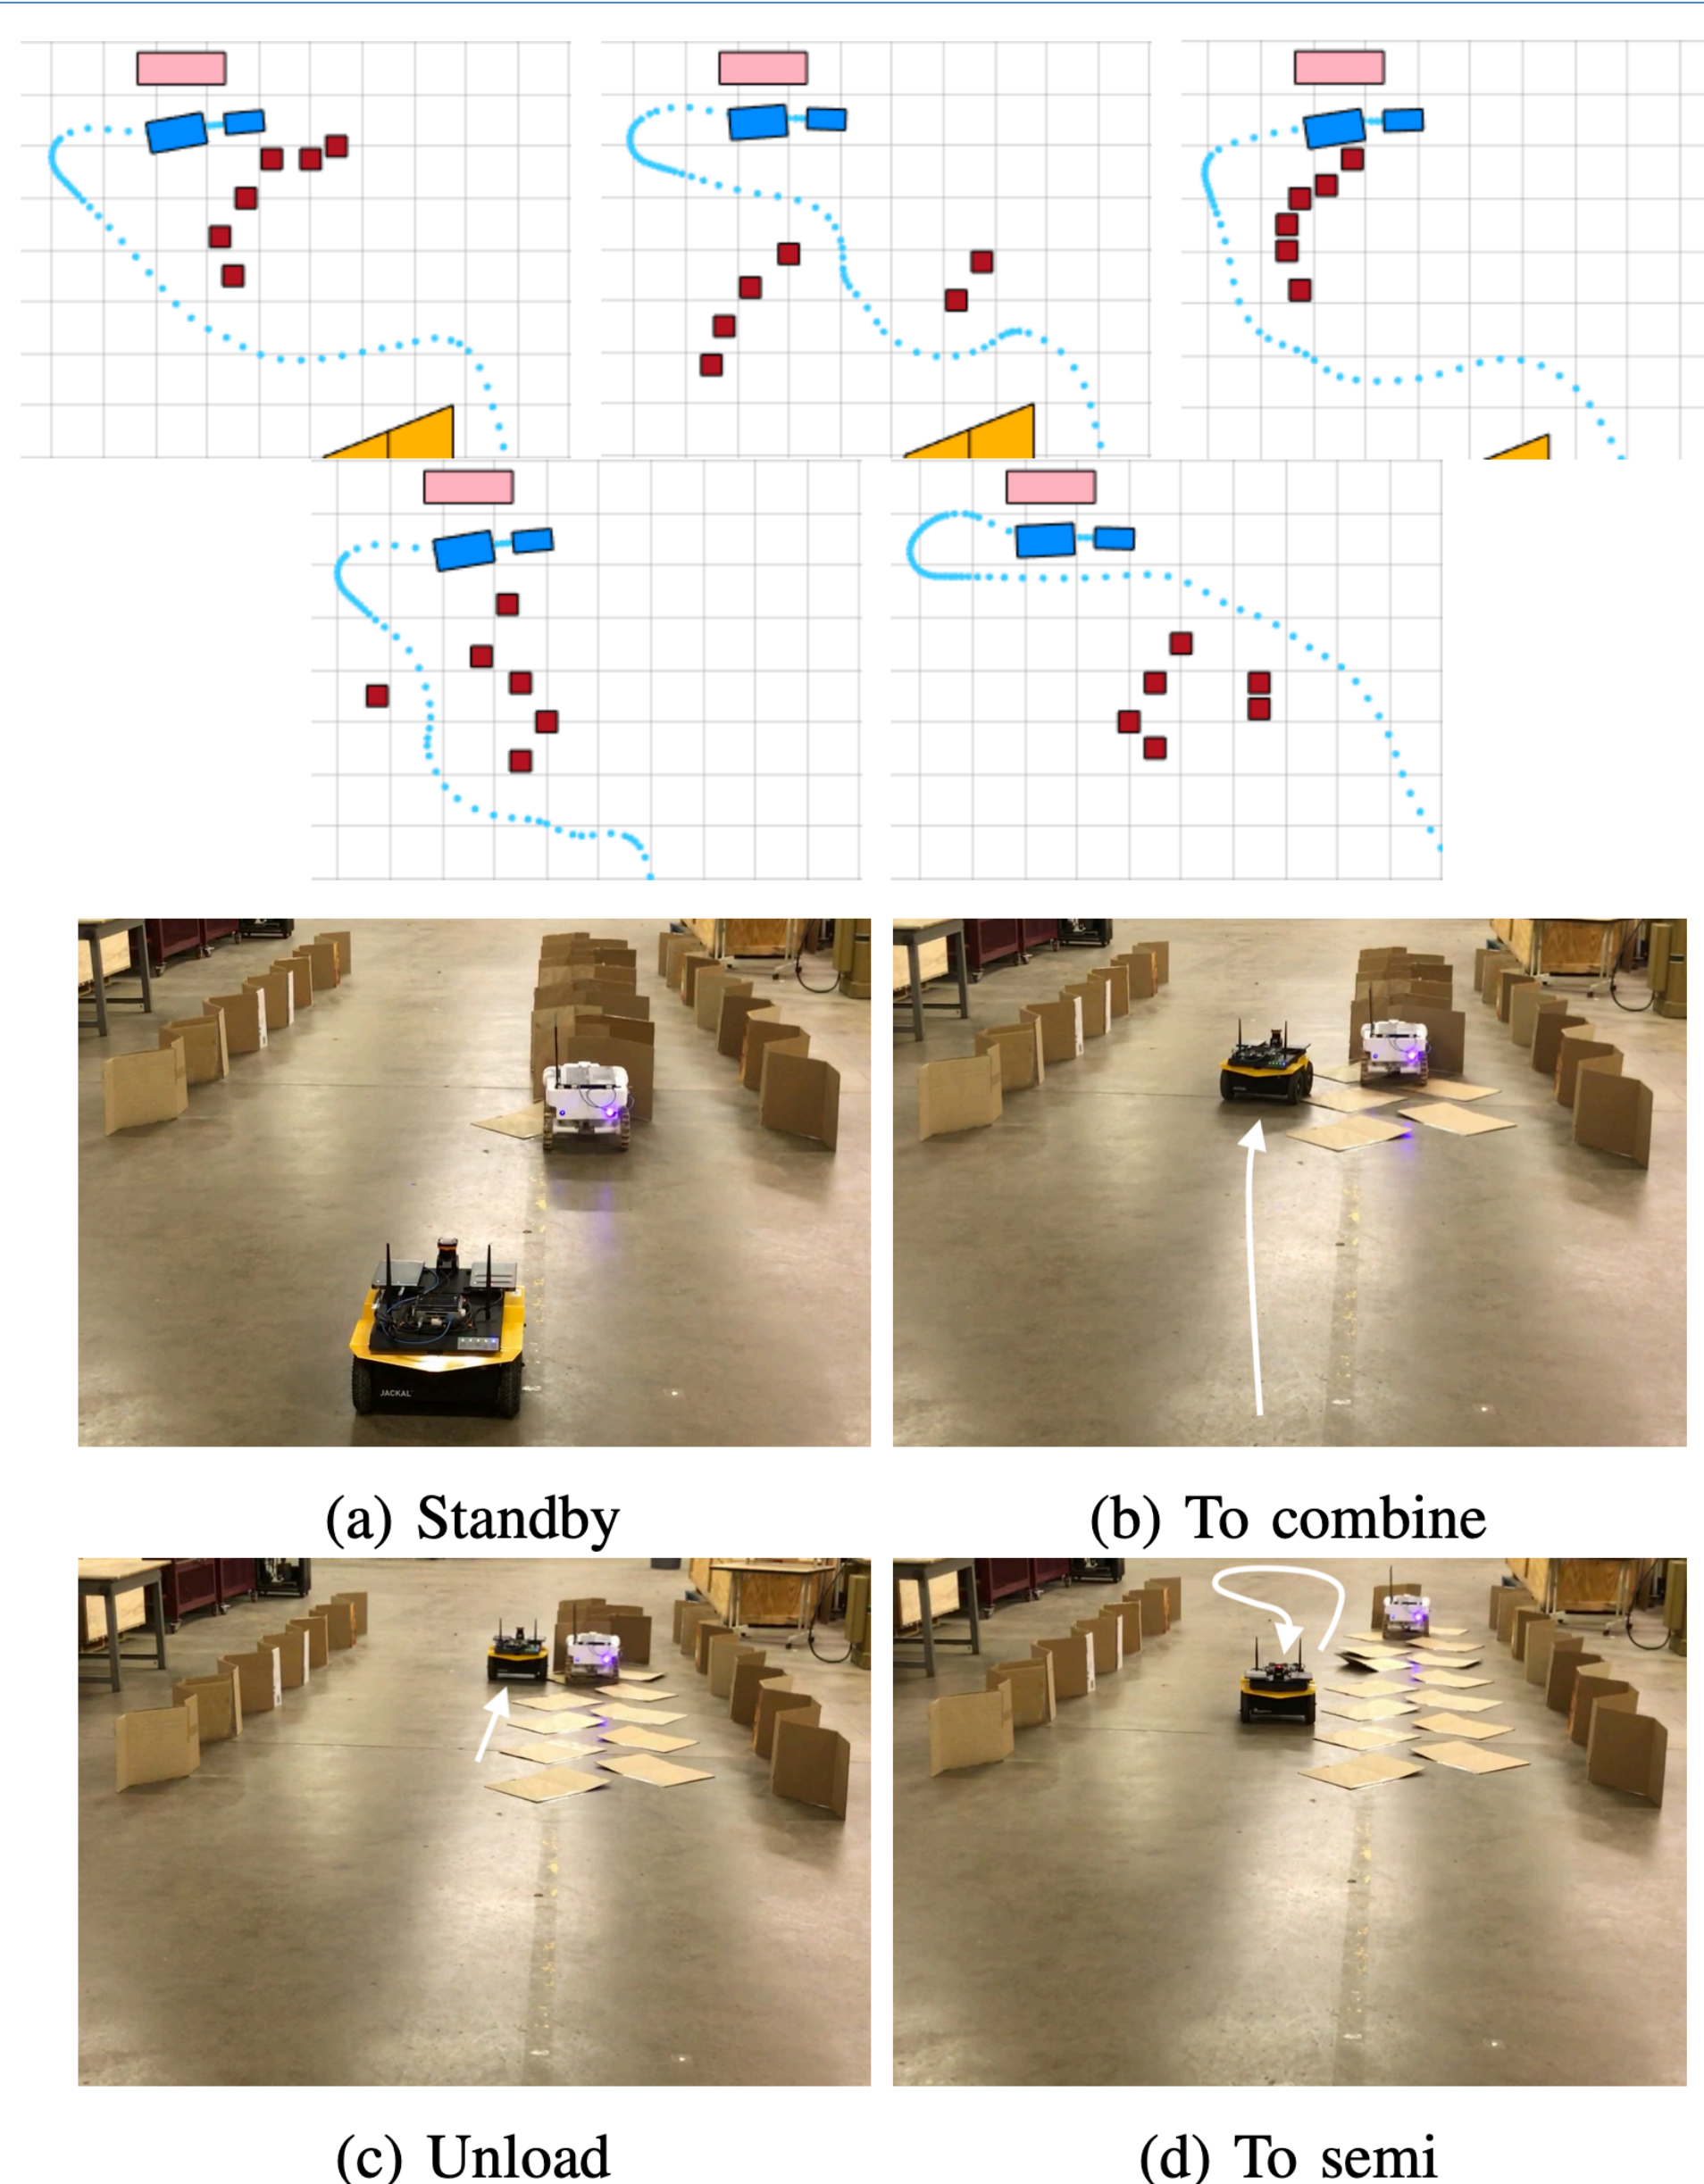 JACKAL
(a) Standby
(b) To combine
(c) Unload
(d) To semi